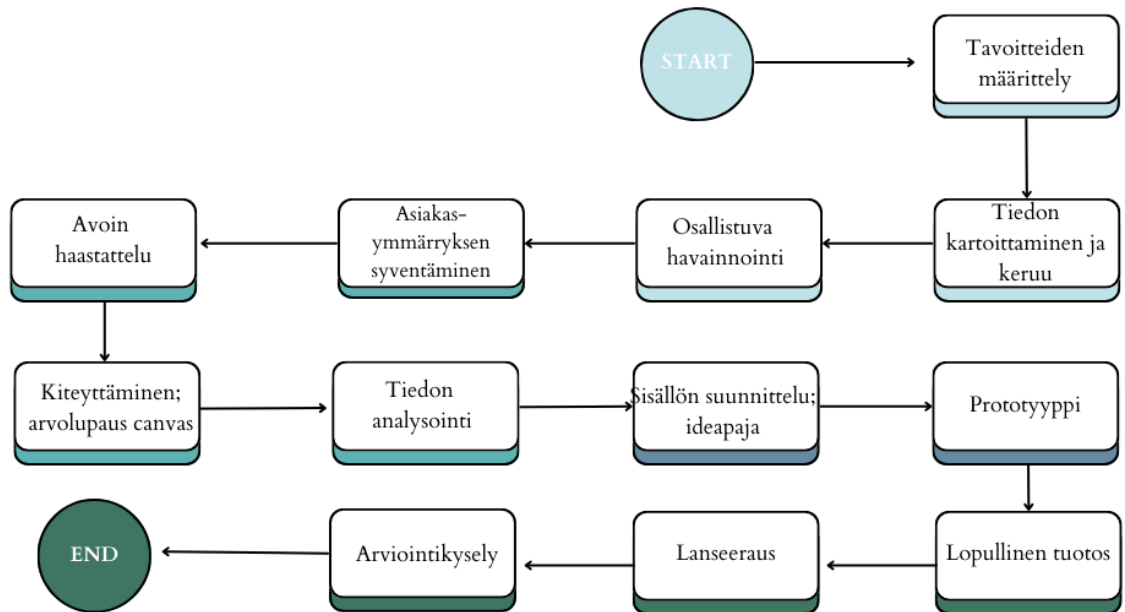 START
Tavoitteiden
määrittely
Tiedon
kartoittaminen ja
keruu
Osallistuva
havainnointi
Asiakas-
ymmärryksen
syventäminen
Avoin
haastattelu
Kiteyttäminen;
arvolupaus canvas
Tiedon
analysointi
Sisällön suunnittelu;
ideapaja
Prototyyppi
Lopullinen tuotos
Lanseeraus
Arviointikysely
END